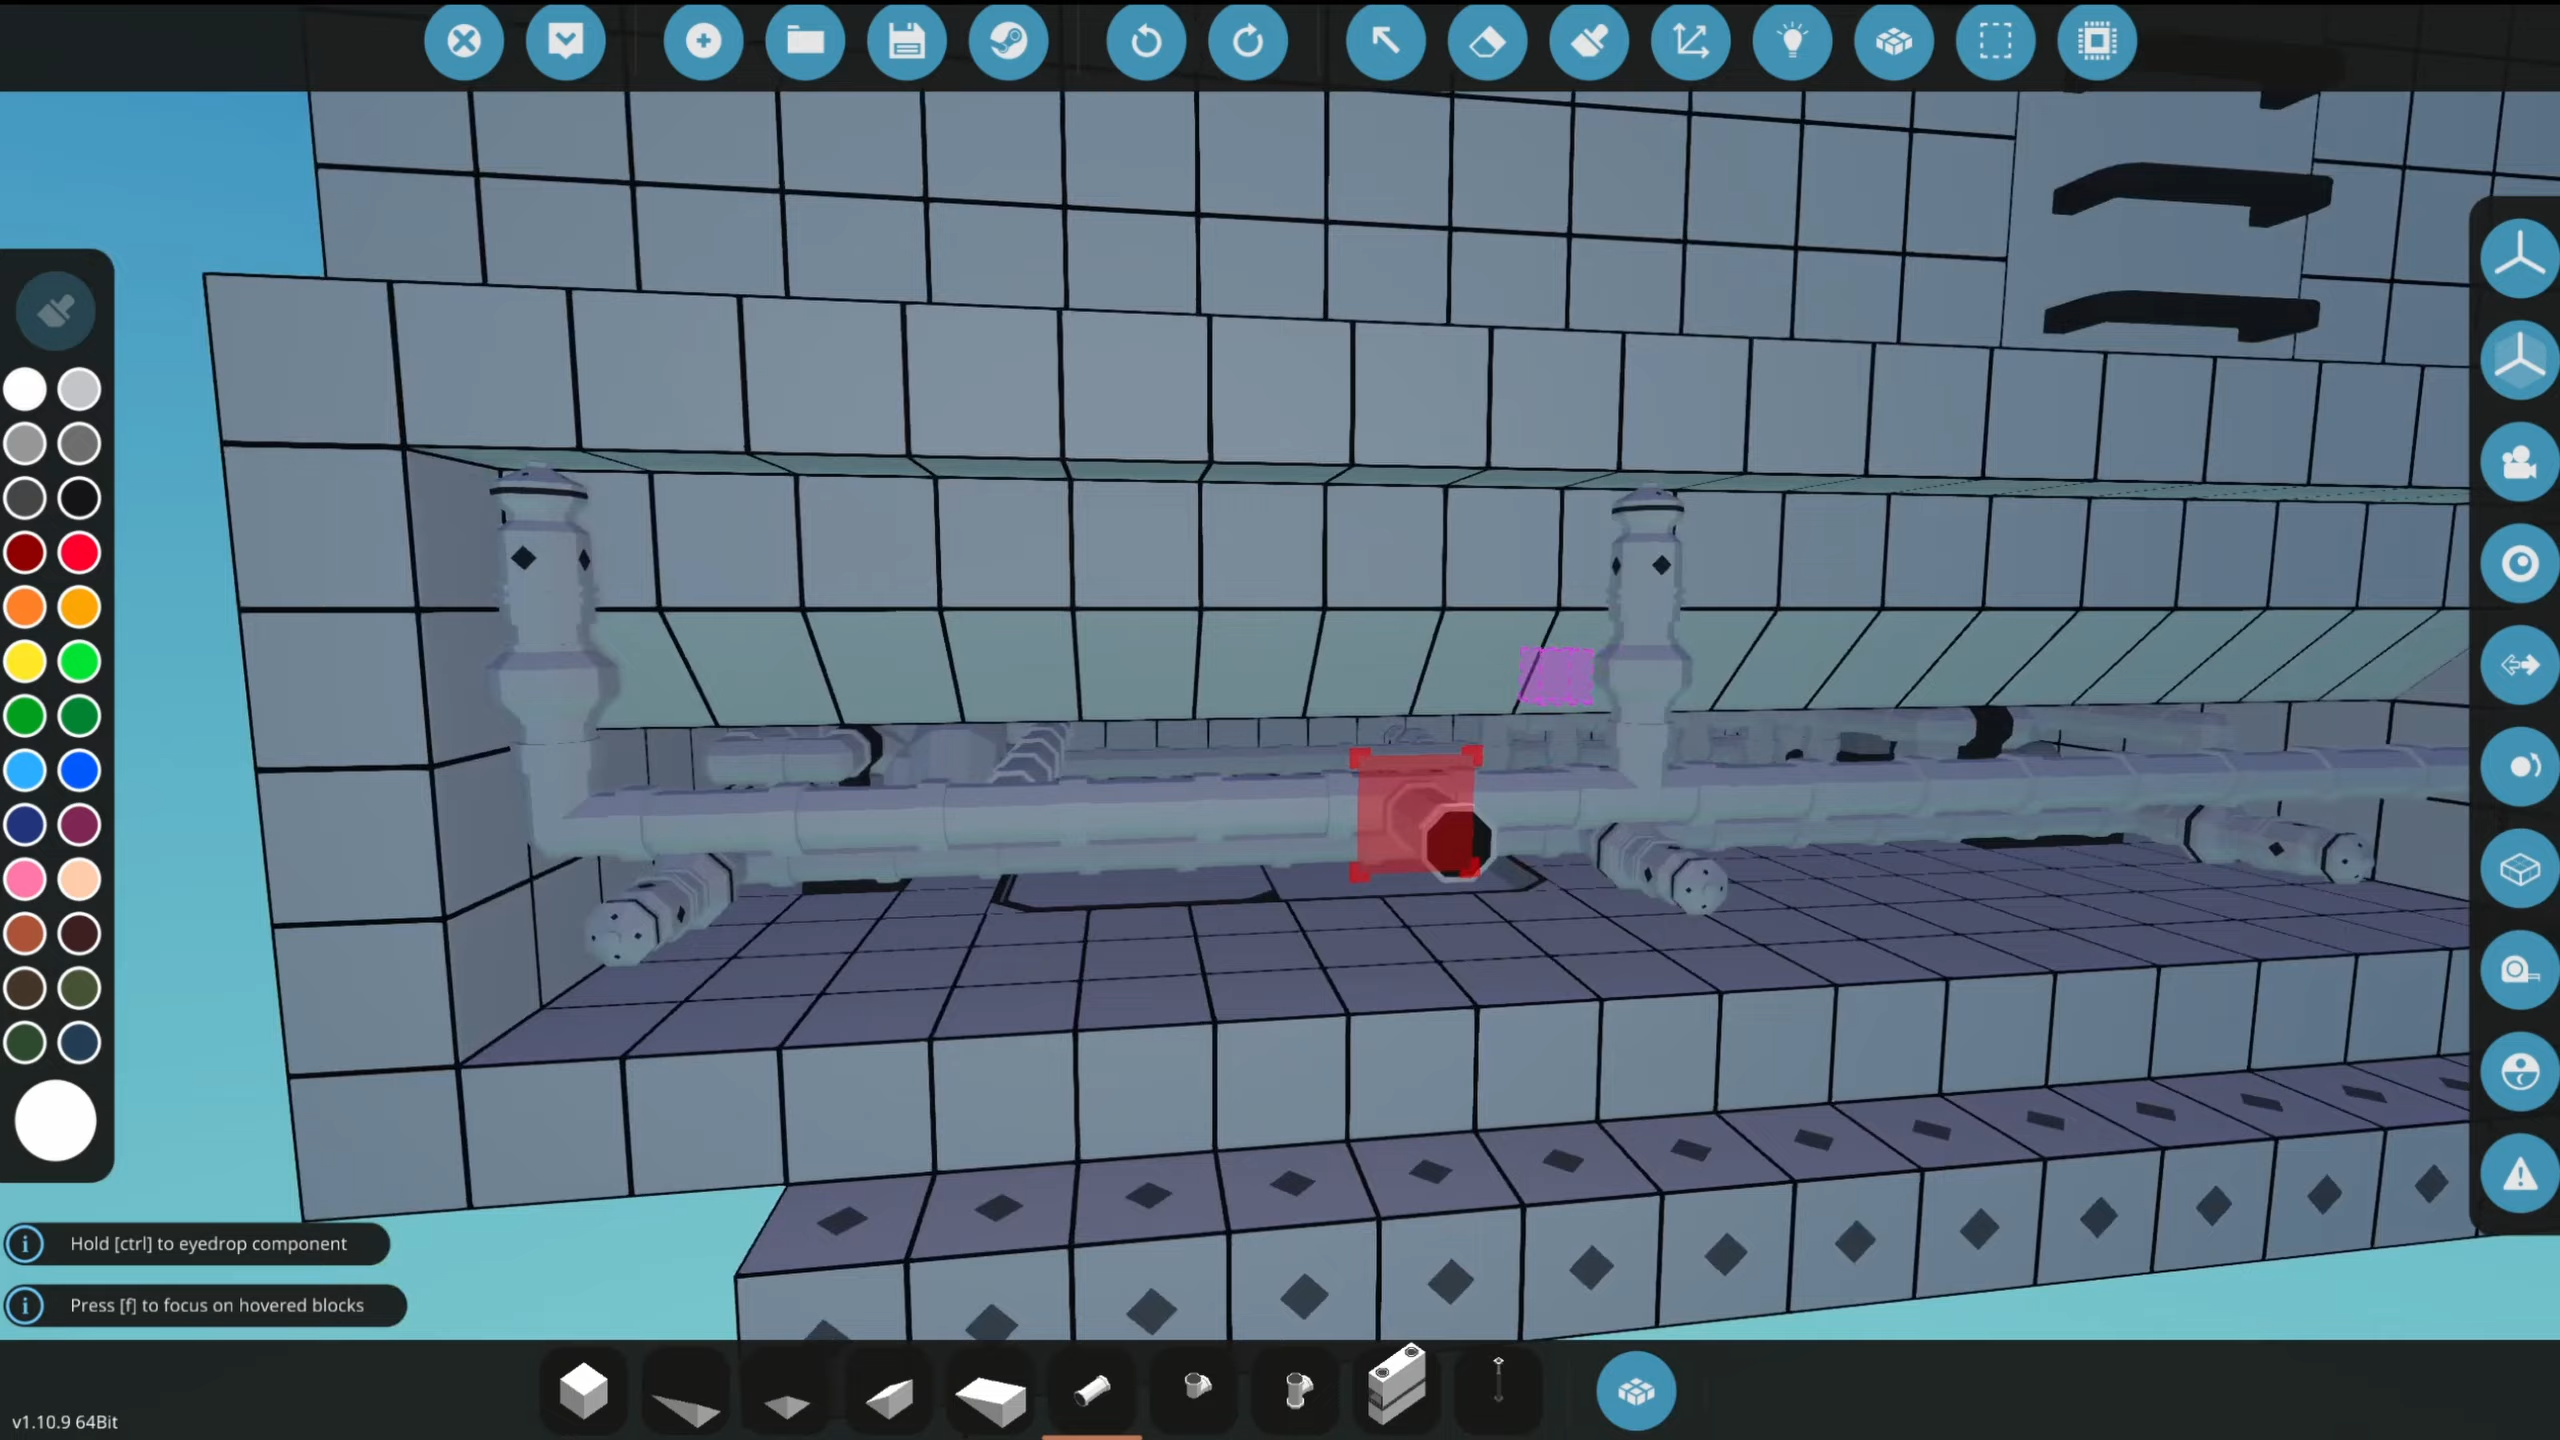 Hold [ctrl] to eyedrop component
Press [f] to focus on hovered blocks
v1.10.9 64Bit